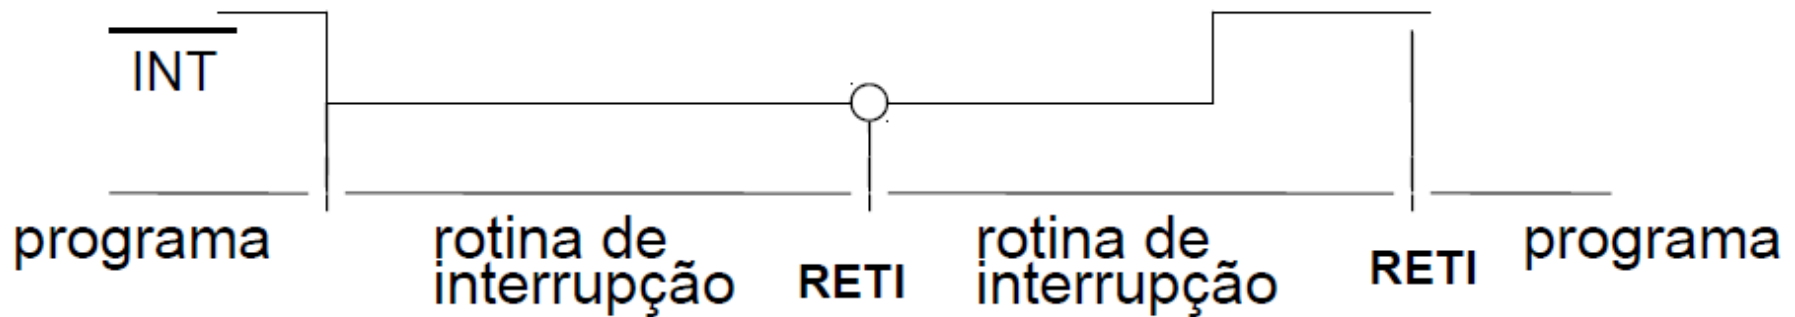 INT
programa
rotina de
interrupção
RETI
rotina de
interrupção
RETI
programa